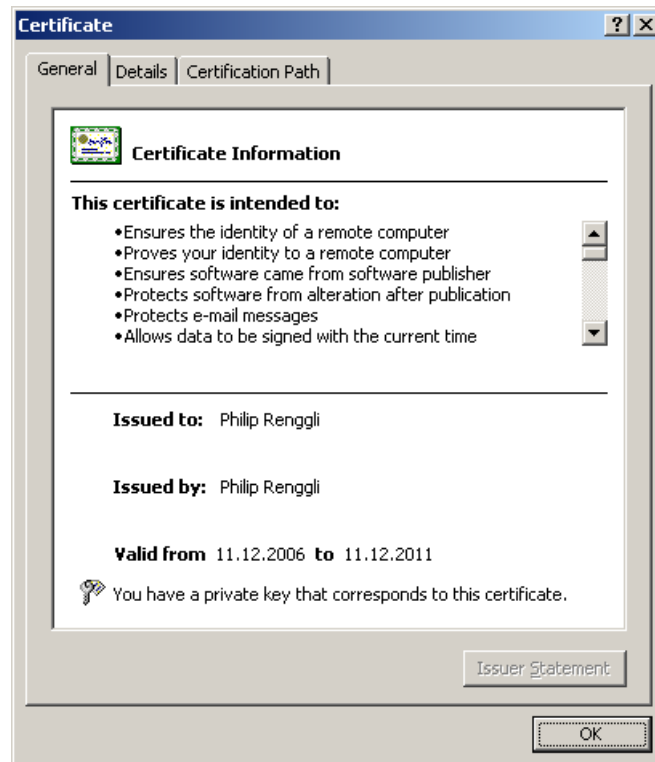 Certificate
General Details Certification Path
Certificate Information
This certificate is intended to:
•Ensures the identity of a remote computer
•Proves your identity to a remote computer
•Ensures software came from software publisher
•Protects software from alteration after publication
•Protects e-mail messages
•Allows data to be signed with the current time
Issued to: Philip Renggli
Issued by: Philip Renggli
Valid from 11.12.2006 to 11.12.2011
You have a private key that corresponds to this certificate.
Issuer Statement
OK